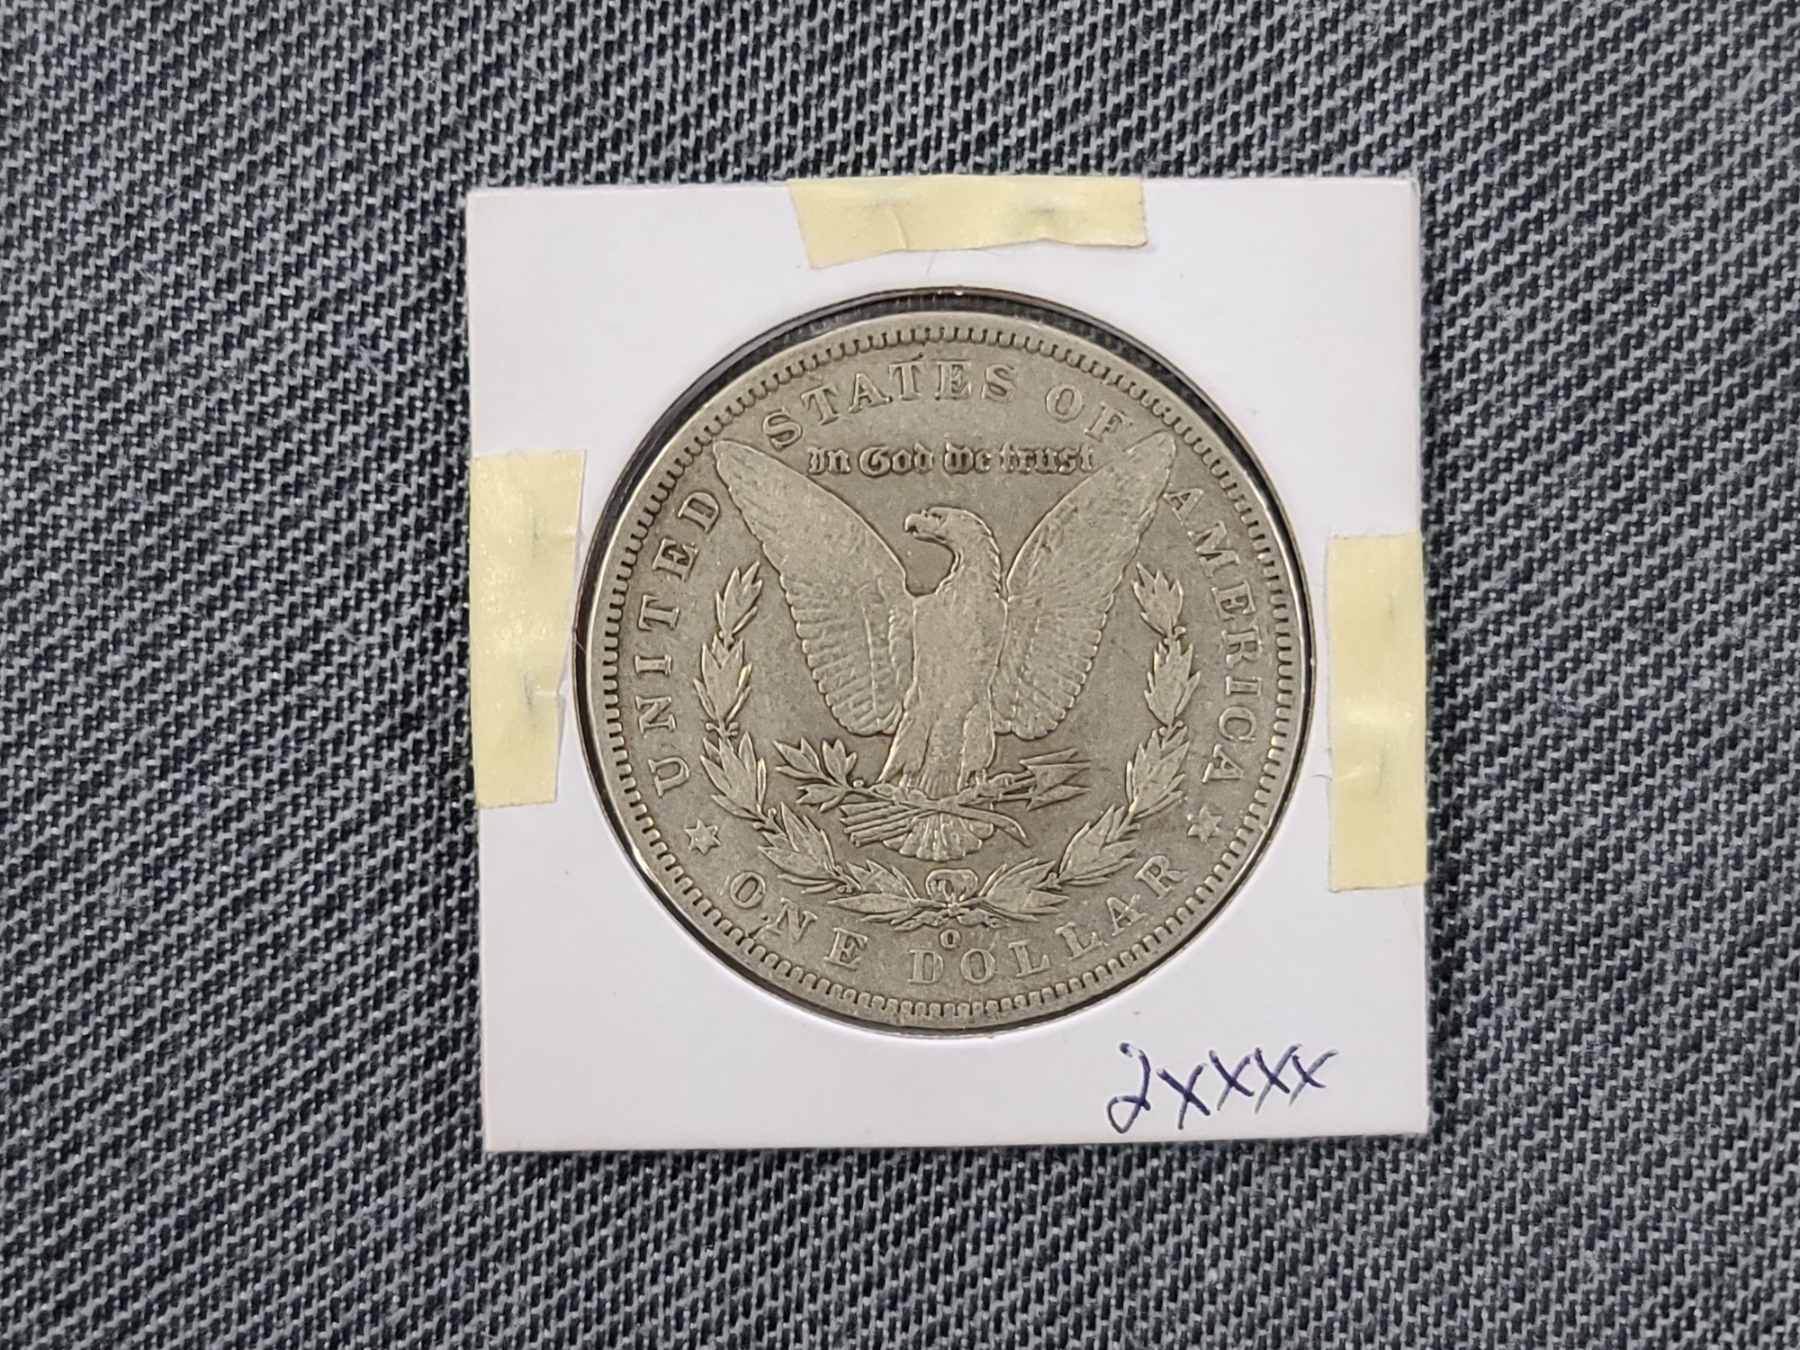 UNITED STATES OF AMERICA
In God we trust
O
ONE DOLLAR
2xxxx